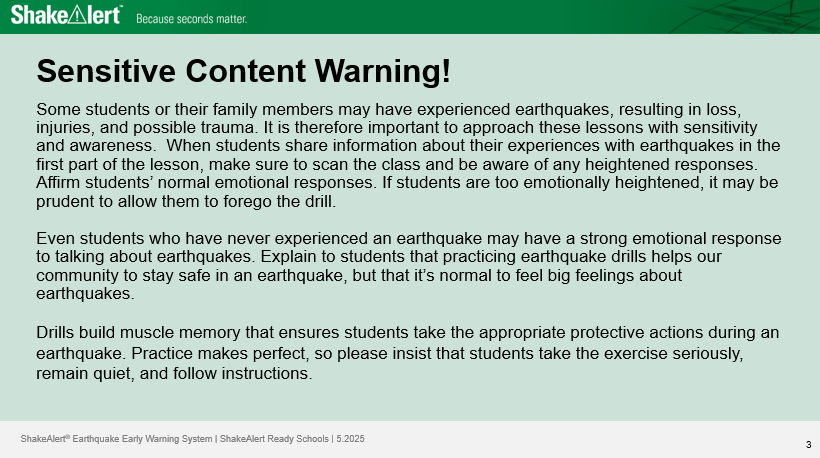 ShakeAlert™ Because seconds matter.
Sensitive Content Warning!
Some students or their family members may have experienced earthquakes, resulting in loss,
injuries, and possible trauma. It is therefore important to approach these lessons with sensitivity
and awareness.  When students share information about their experiences with earthquakes in the
first part of the lesson, make sure to scan the class and be aware of any heightened responses.
Affirm students’ normal emotional responses. If students are too emotionally heightened, it may be
prudent to allow them to forego the drill.
Even students who have never experienced an earthquake may have a strong emotional response
to talking about earthquakes. Explain to students that practicing earthquake drills helps our
community to stay safe in an earthquake, but that it’s normal to feel big feelings about
earthquakes.
Drills build muscle memory that ensures students take the appropriate protective actions during an
earthquake. Practice makes perfect, so please insist that students take the exercise seriously,
remain quiet, and follow instructions.
ShakeAlert® Earthquake Early Warning System | ShakeAlert Ready Schools | 5.2025
3